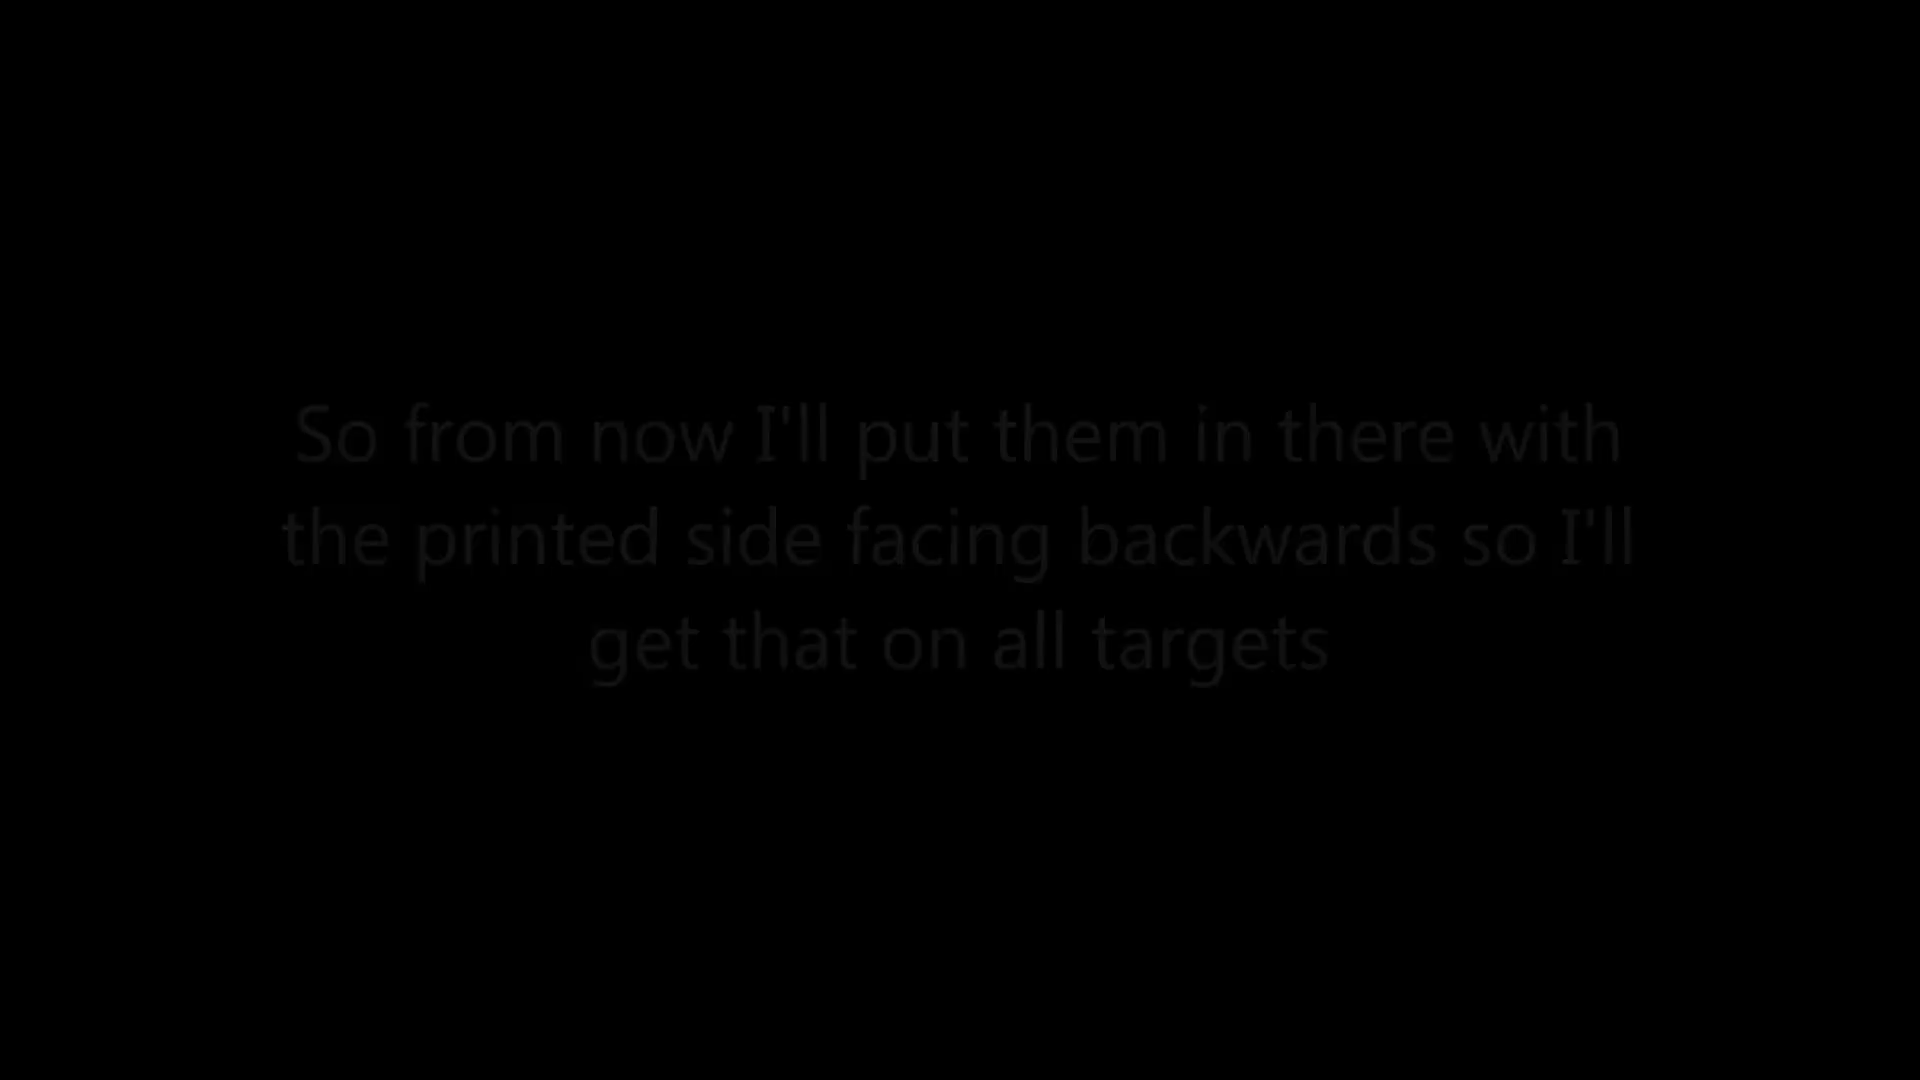 So from now I'll put them in there with
the printed side facing backwards so I'll
get that on all targets